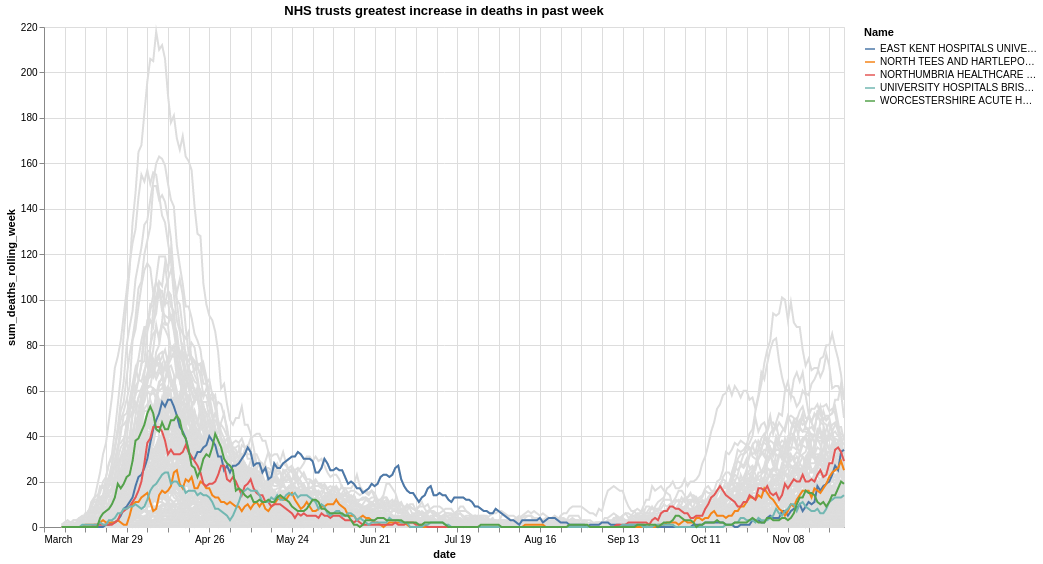 NHS trusts greatest increase in deaths in past week
220
200
180
160
140
120
100
80
60
40
20
0
sum_deaths_rolling_week
March
Mar 29
Apr 26
May 24
Jun 21
Jul 19
Aug 16
Sep 13
Oct 11
Nov 08
date
Name
EAST KENT HOSPITALS UNIVE…
NORTH TEES AND HARTLEPO…
NORTHUMBRIA HEALTHCARE …
UNIVERSITY HOSPITALS BRIS…
WORCESTERSHIRE ACUTE H…